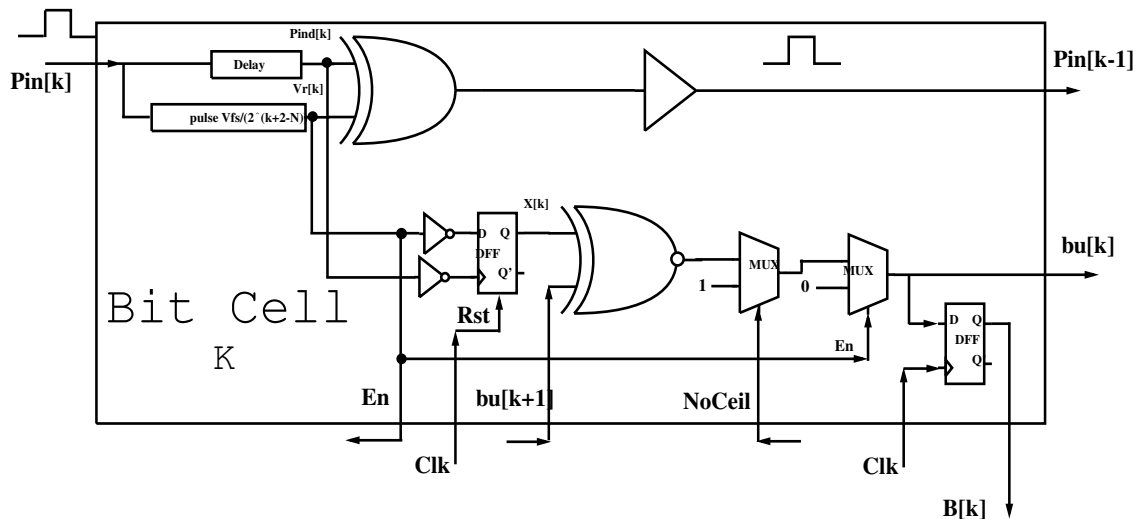 Pind[k]
Pin[k-1]
Pin[k]
Delay
Vr[k]
pulse Vfs/(2^(k+2-N)
X[k]
D Q
DFF
Q'
MUX
1
MUX
0
bu[k]
Bit Cell
K
Rst
En
D Q
DFF
Q
En
bu[k+1]
NoCeil
Clk
Clk
B[k]